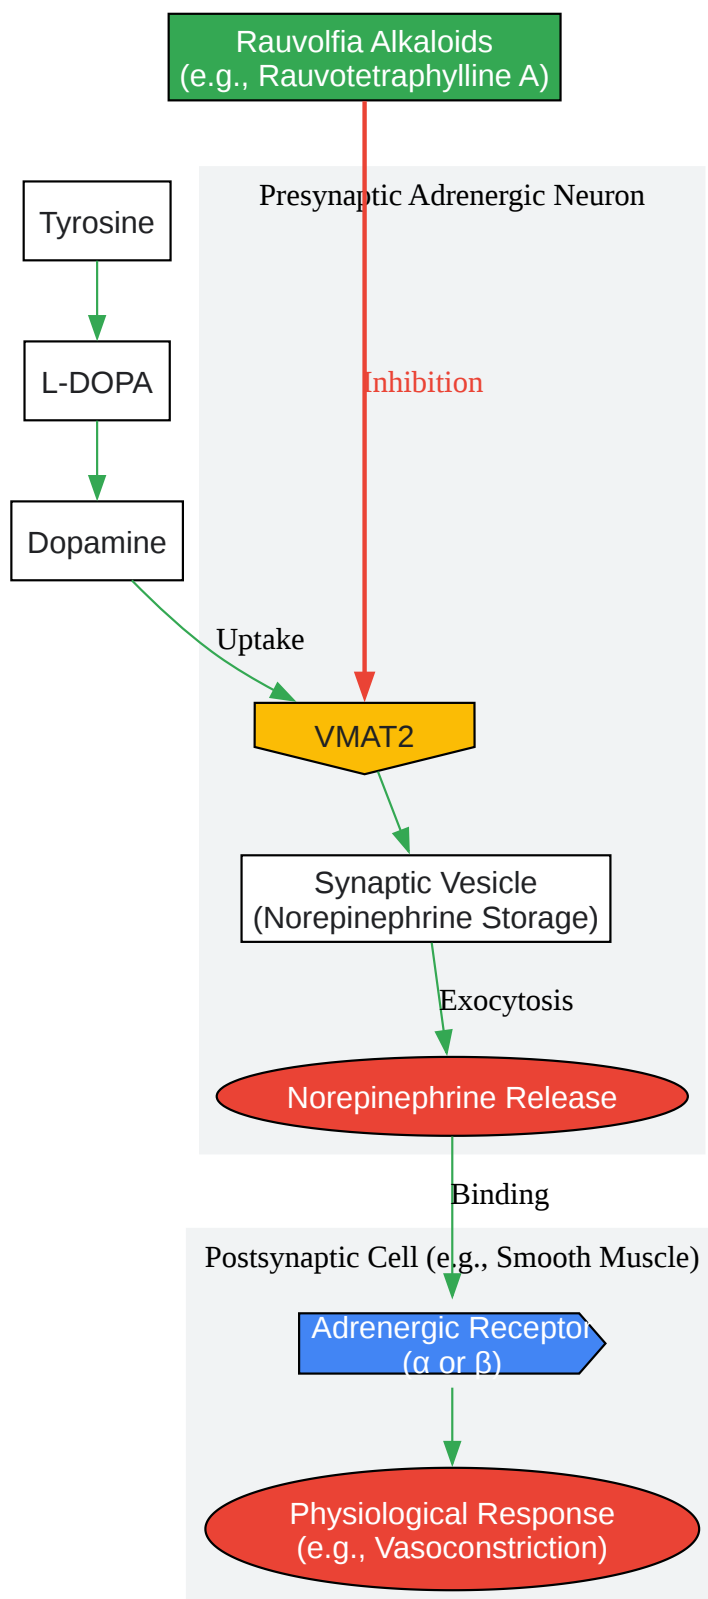 Rauvolfia Alkaloids
(e.g., Rauvotetraphylline A)
Presynaptic Adrenergic Neuron
Tyrosine
Inhibition
L-DOPA
Dopamine
Uptake
VMAT2
Synaptic Vesicle
(Norepinephrine Storage)
Exocytosis
Norepinephrine Release
Binding
Postsynaptic Cell (e.g., Smooth Muscle)
Adrenergic Receptor
(α or β)
Physiological Response
(e.g., Vasoconstriction)